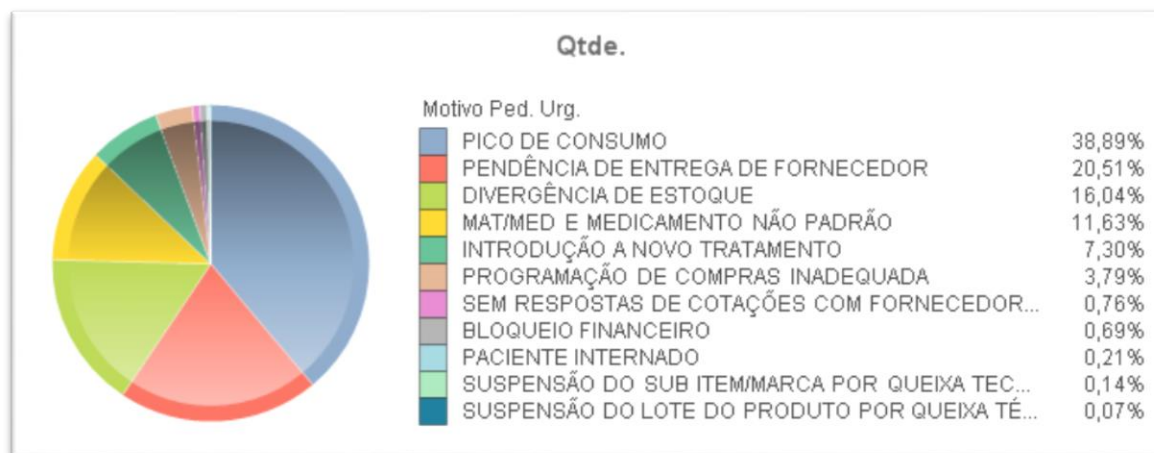 Qtde.
Motivo Ped. Urg.
PICO DE CONSUMO 38,89%
PENDÊNCIA DE ENTREGA DE FORNECEDOR 20,51%
DIVERGÊNCIA DE ESTOQUE 16,04%
MAT/MED E MEDICAMENTO NÃO PADRÃO 11,63%
INTRODUÇÃO A NOVO TRATAMENTO 7,30%
PROGRAMAÇÃO DE COMPRAS INADEQUADA 3,79%
SEM RESPOSTAS DE COTAÇÕES COM FORNECEDOR... 0,76%
BLOQUEIO FINANCEIRO 0,69%
PACIENTE INTERNADO 0,21%
SUSPENSÃO DO SUB ITEM/MARCA POR QUEIXA TEC... 0,14%
SUSPENSÃO DO LOTE DO PRODUTO POR QUEIXA TÉ... 0,07%